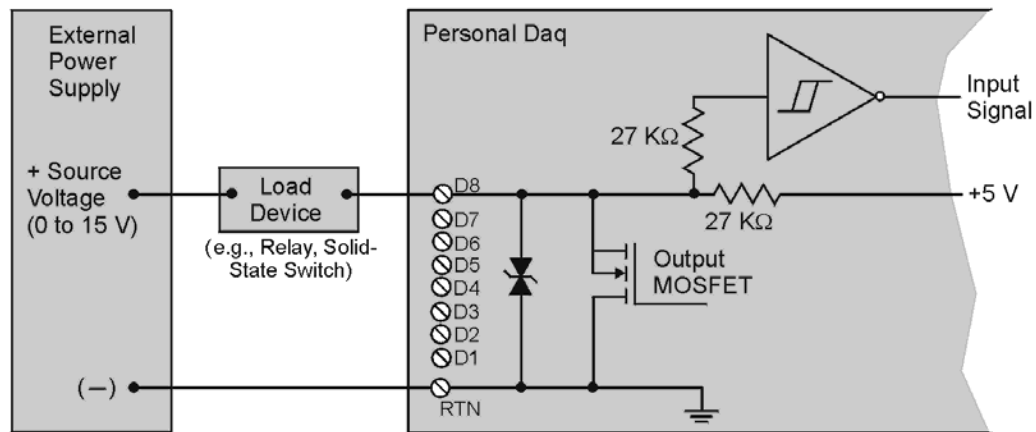 External
Power
Supply
+ Source
Voltage
(0 to 15 V)
(—)
Load
Device
(e.g., Relay, Solid-
State Switch)
Personal Daq
D8
D7
D6
D5
D4
D3
D2
D1
RTN
27 KΩ
27 KΩ
Output
MOSFET
Input
Signal
+5 V